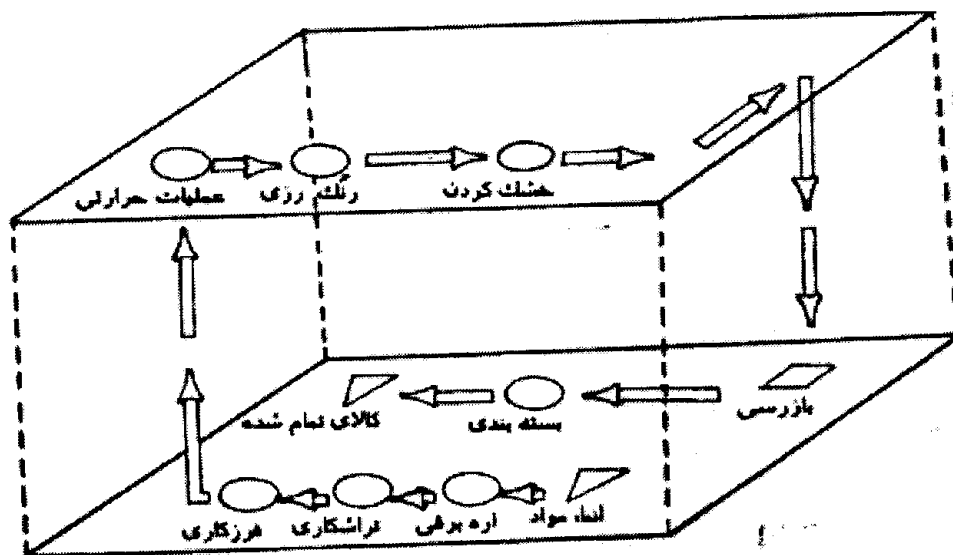 عملیات حرارتی
رنگ رزی
خشک کردن
کالای تمام شده
بسته بندی
بازرسی
فرزکاری
تراشکاری
اره برقی
انبار مواد